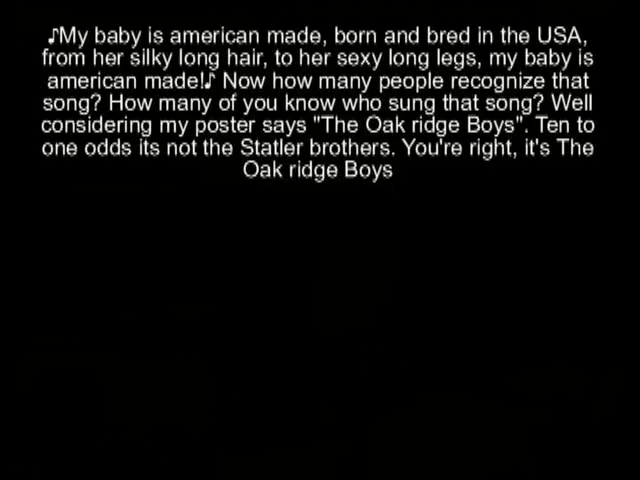 ♪My baby is american made, born and bred in the USA,
from her silky long hair, to her sexy long legs, my baby is
american made!♪ Now how many people recognize that
song? How many of you know who sung that song? Well
considering my poster says "The Oak ridge Boys". Ten to
one odds its not the Statler brothers. You're right, it's The
Oak ridge Boys